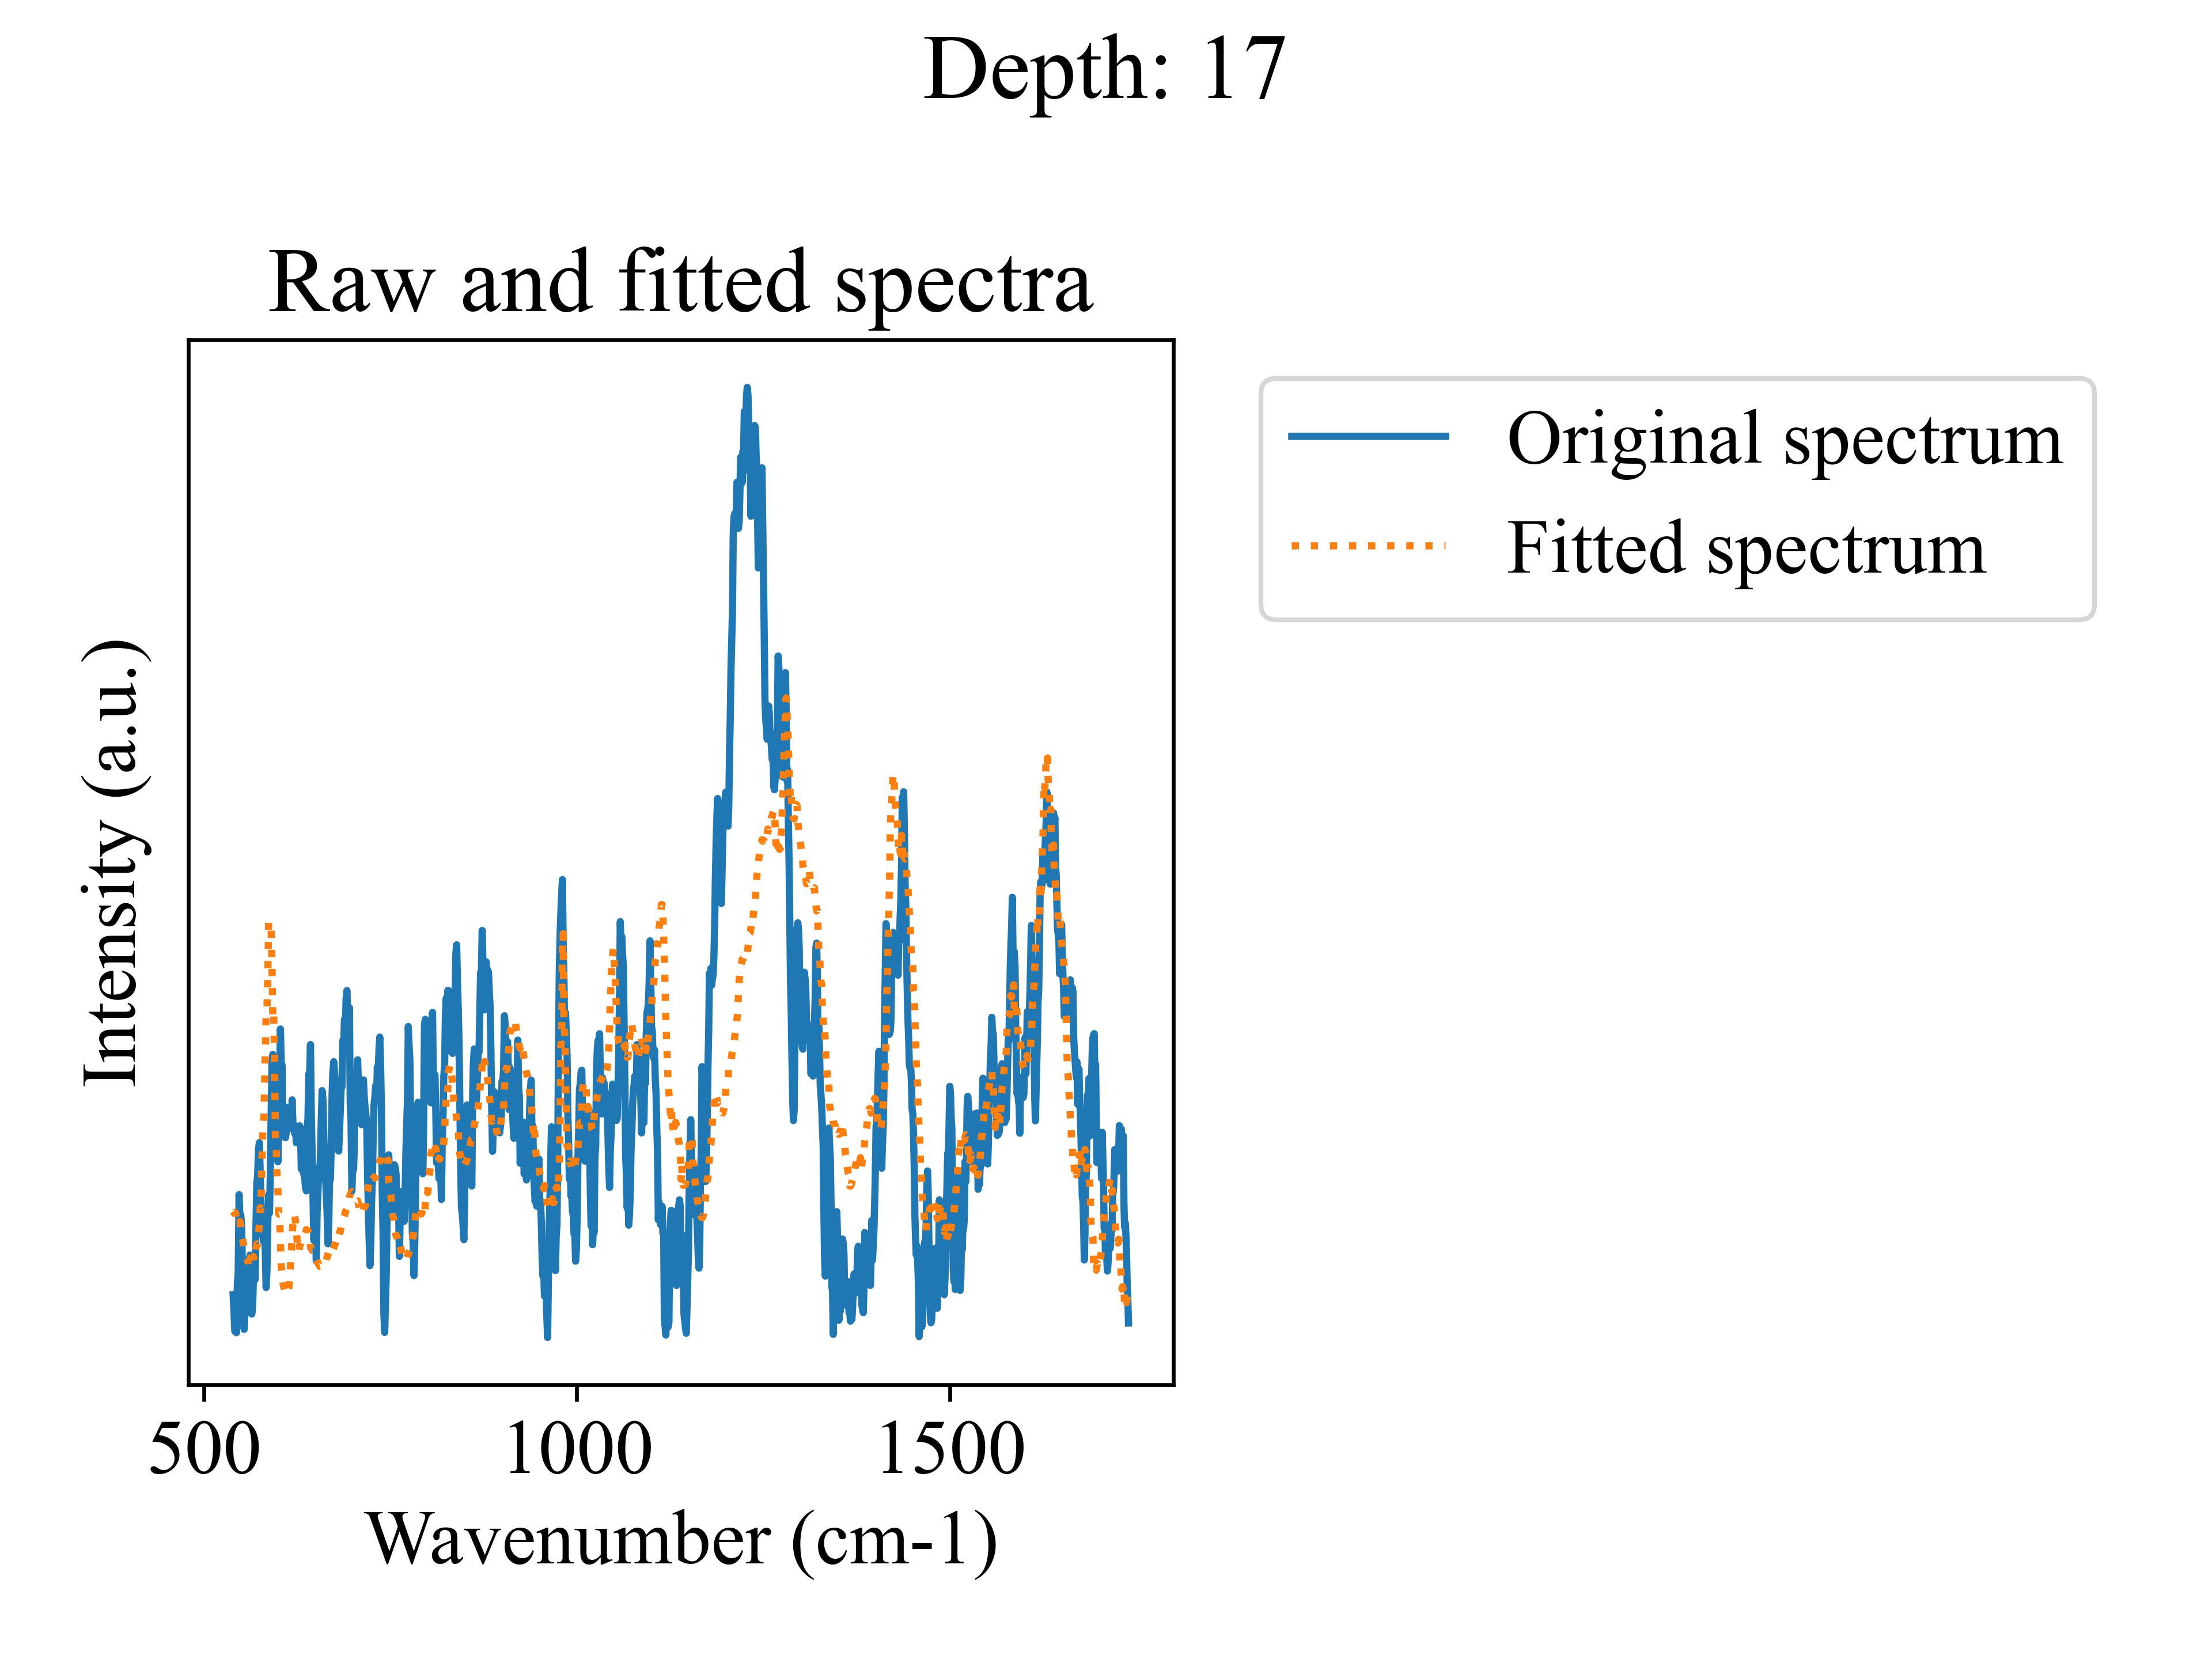 Depth: 17
Raw and fitted spectra
Original spectrum
Fitted spectrum
Intensity (a.u.)
500 1000 1500
Wavenumber (cm-1)